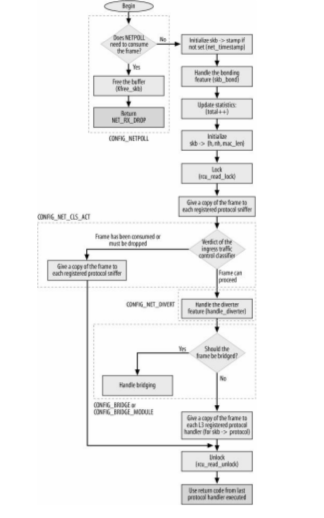 Begin
Does NETPOLL
need to consume
the frame?
No
Yes
Initialize skb -> stamp if
not set (net_timestamp)
Free the buffer
(Kfree_skb)
Handle the bonding
feature (skb_bond)
Return
NET_RX_DROP
Update statistics
(total++)
CONFIG_NETPOLL
Initialize
skb -> (h, nh, mac_len)
Lock
(rcu_read_lock)
Give a copy of the frame to
each registered protocol sniffer
CONFIG_NET_CLS_ACT
Frame has been consumed or
must be dropped
Verdict of the
ingress traffic
control classifier
Give a copy of the frame to
each registered protocol sniffer
Frame can
proceed
CONFIG_NET_DIVERT
Handle the diverter
feature (handle_diverter)
Yes
Should the
frame be bridged?
No
Handle bridging
CONFIG_BRIDGE or
CONFIG_BRIDGE_MODULE
Give a copy of the frame to
each L3 registered protocol
handler (for skb -> protocol)
Unlock
(rcu_read_unlock)
Use return code from last
protocol handler executed